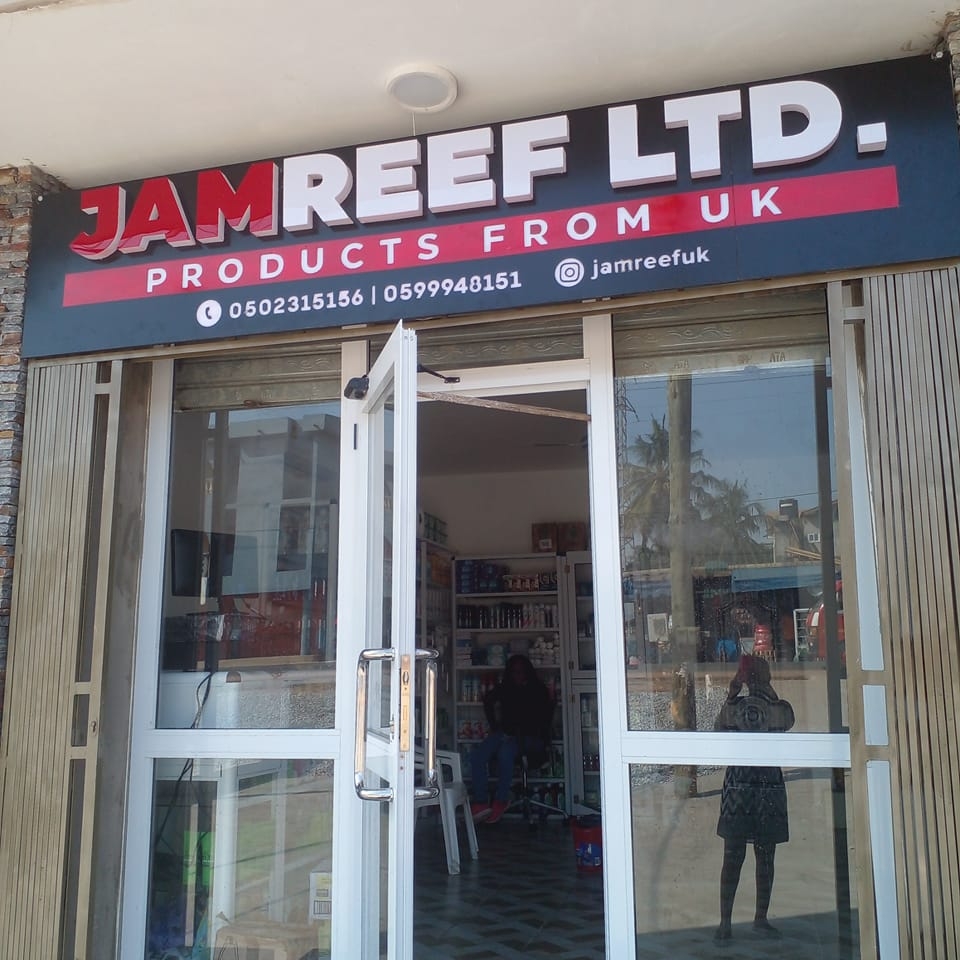 JAMREEF LTD.
PRODUCTS FROM UK
0502315156 | 0599948151 jamreefuk